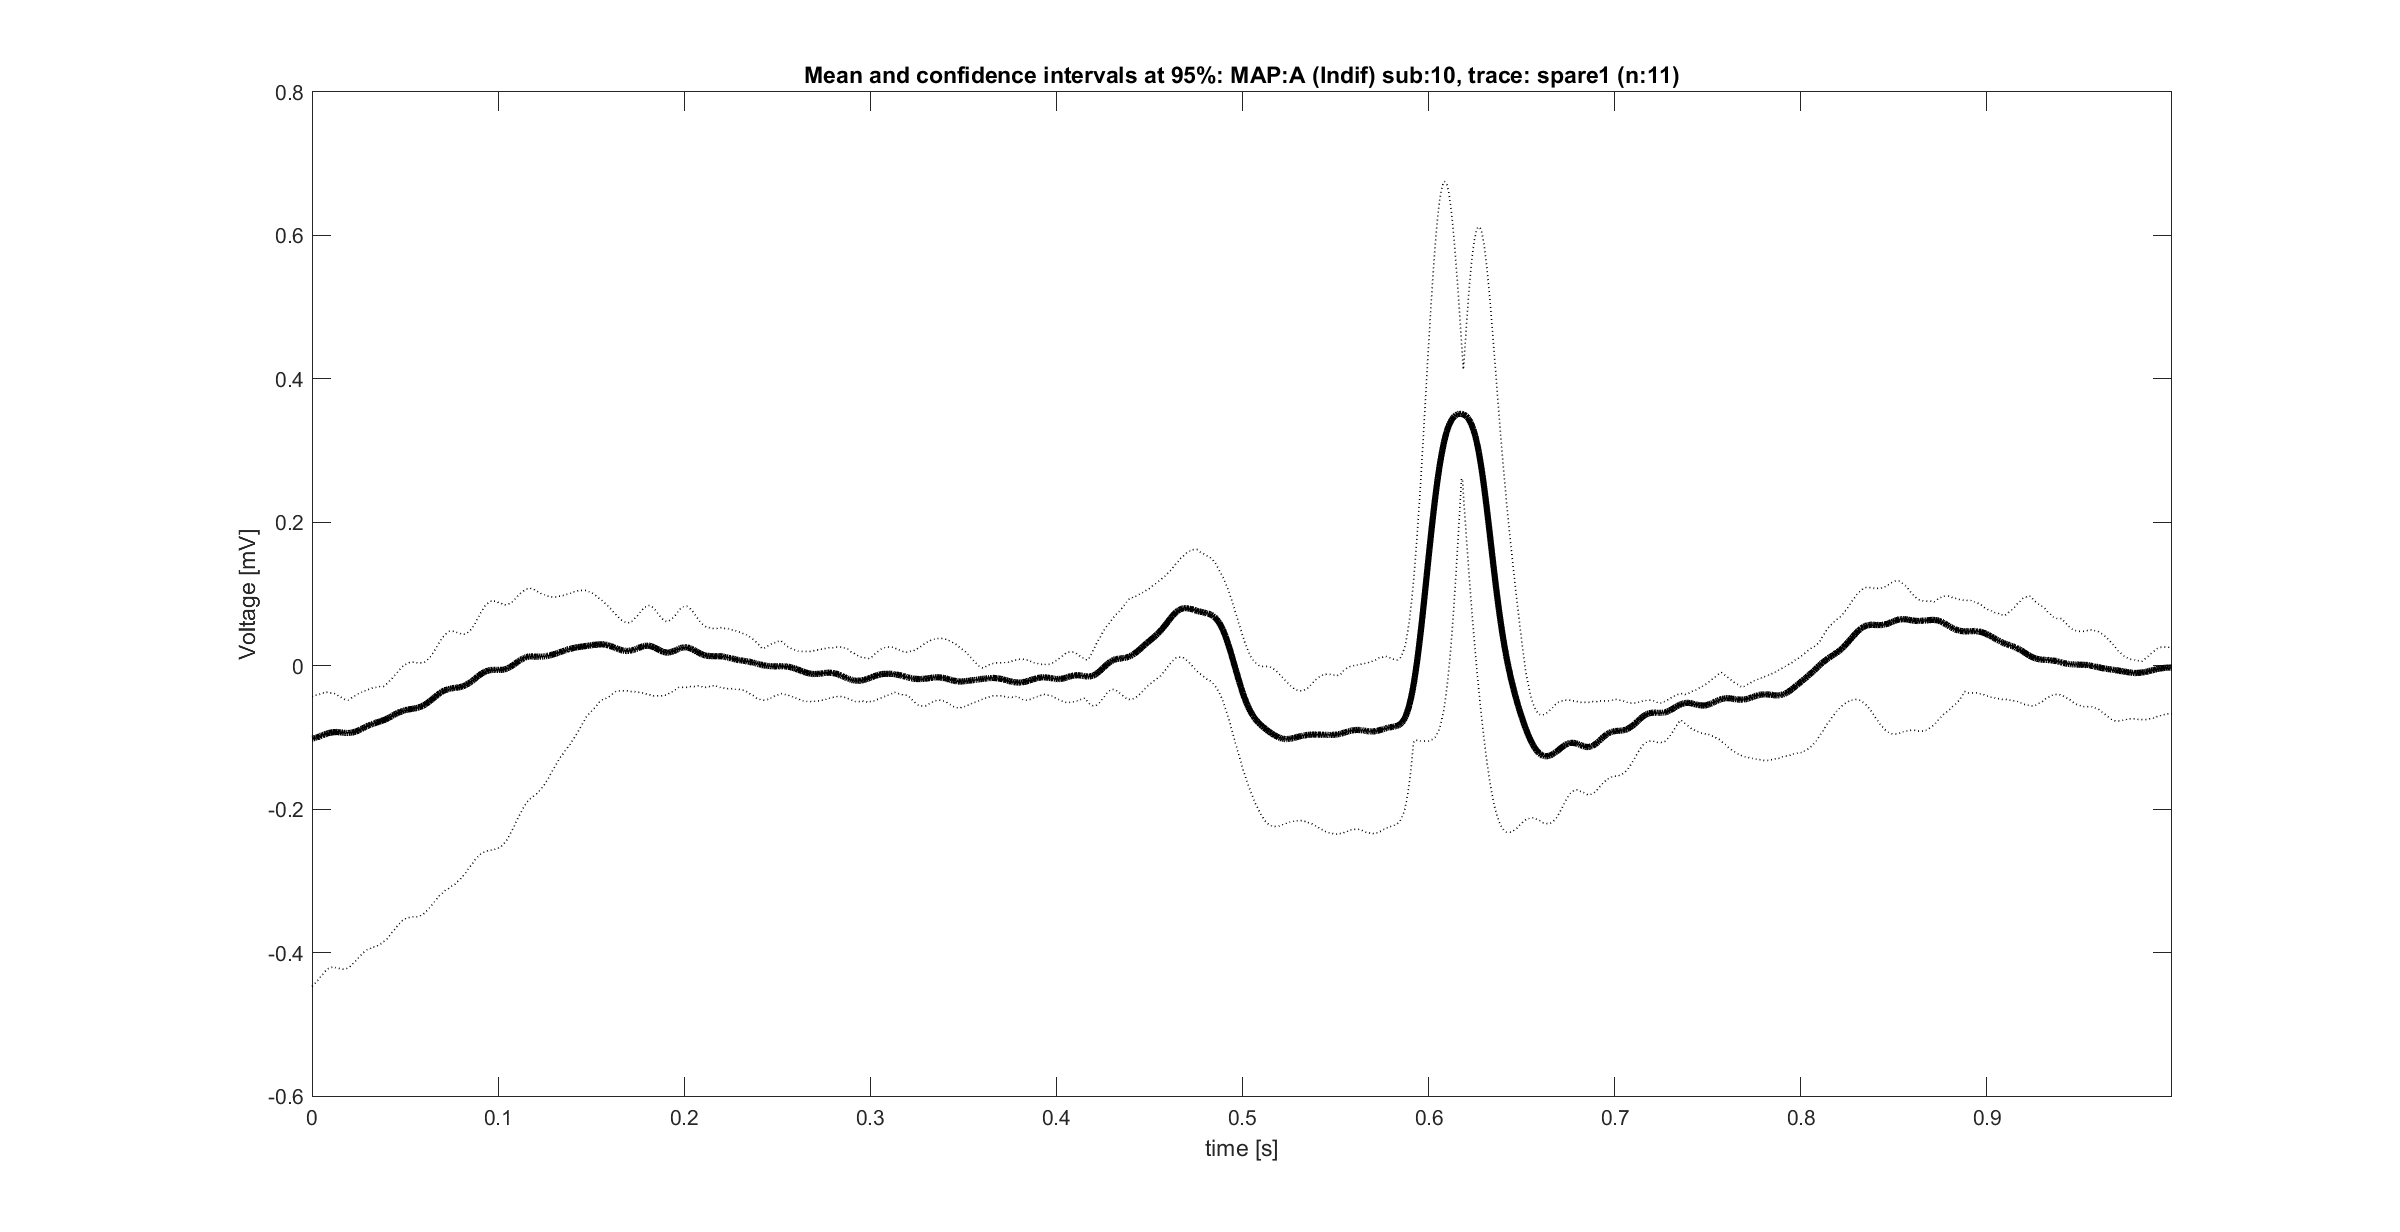 Mean and confidence intervals at 95%: MAP:A (Indif) sub:10, trace: spare1 (n:11)
0.8
0.6
0.4
0.2
0
-0.2
-0.4
-0.6
Voltage [mV]
0 0.1 0.2 0.3 0.4 0.5 0.6 0.7 0.8 0.9
time [s]